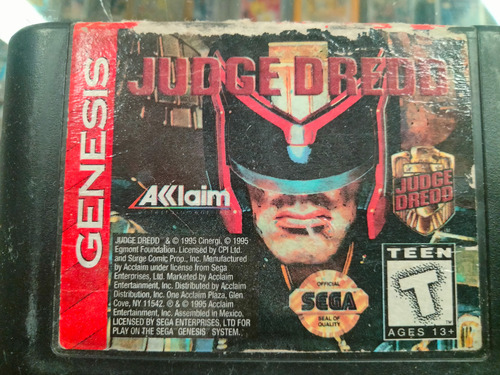 GENESIS
JUDGE DREDD
AKklaim
JUDGE DREDD
JUDGE DREDD ™ & © 1995 Cinergi. © 1995
Egmont Foundation. Licensed by CPI Ltd.
and Surge Comic Prop., Inc. Manufactured
by Acclaim under license from Sega
Enterprises, Ltd. Marketed by Acclaim
Entertainment, Inc. Distributed by Acclaim
Distribution, Inc. One Acclaim Plaza, Glen
Cove, NY 11542. ℗ & © 1995 Acclaim
Entertainment, Inc. Assembled in Mexico.
LICENSED BY SEGA ENTERPRISES, LTD FOR
PLAY ON THE SEGA™ GENESIS™ SYSTEM.
OFFICIAL
SEGA
SEAL OF
QUALITY
TEEN
T
AGES 13+